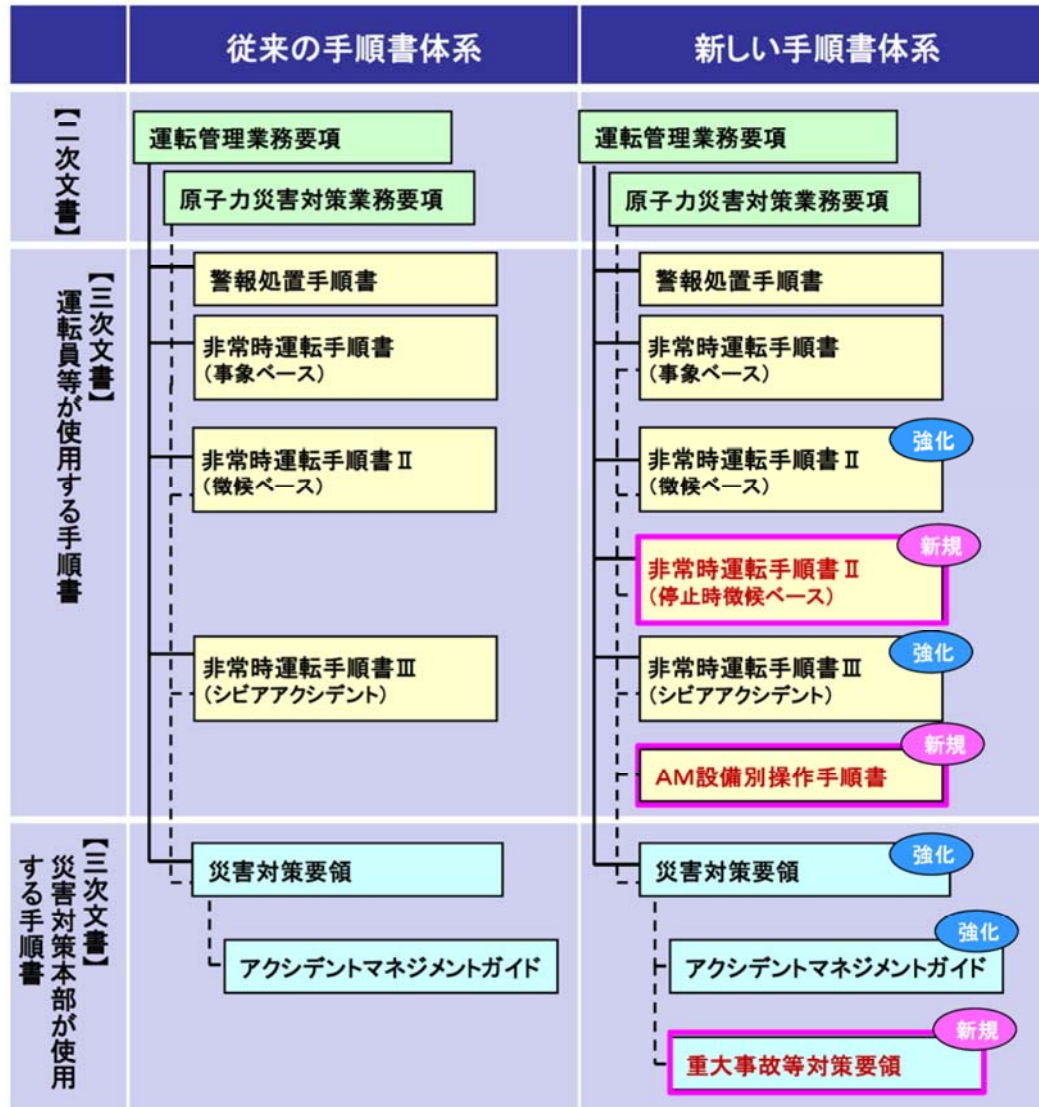 従来の手順書体系
新しい手順書体系
【二次文書】
運転管理業務要項
原子力災害対策業務要項
運転管理業務要項
原子力災害対策業務要項
【三次文書】
運転員等が使用する手順書
警報処置手順書
非常時運転手順書
(事象ベース)
非常時運転手順書Ⅱ
(徴候ベース)
非常時運転手順書Ⅲ
(シビアアクシデント)
警報処置手順書
非常時運転手順書
(事象ベース)
強化
非常時運転手順書Ⅱ
(徴候ベース)
新規
非常時運転手順書Ⅱ
(停止時徴候ベース)
強化
非常時運転手順書Ⅲ
(シビアアクシデント)
新規
AM設備別操作手順書
【三次文書】
災害対策本部が使用
する手順書
災害対策要領
アクシデントマネジメントガイド
強化
災害対策要領
強化
アクシデントマネジメントガイド
新規
重大事故等対策要領